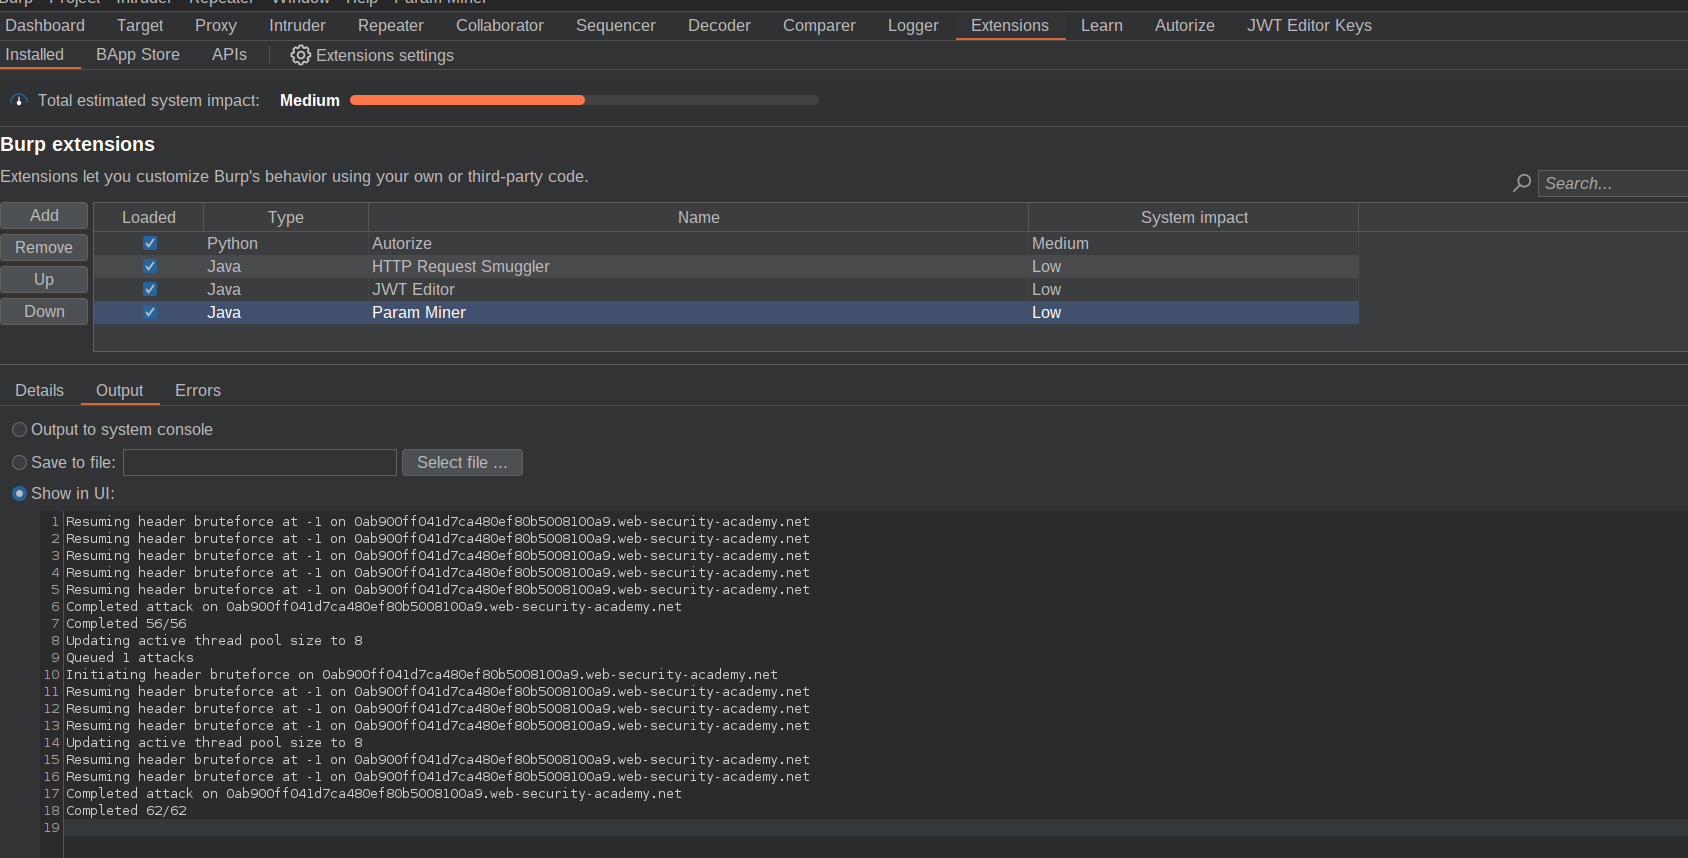 Burp Project Intruder Repeater Window Help Param Miner
Dashboard Target Proxy Intruder Repeater Collaborator Sequencer Decoder Comparer Logger Extensions Learn Autorize JWT Editor Keys
Installed BApp Store APIs Extensions settings
Total estimated system impact: Medium
Burp extensions
Extensions let you customize Burp's behavior using your own or third-party code.
Search...
Add
Remove
Up
Down
Loaded Type Name System impact
Python Autorize Medium
Java HTTP Request Smuggler Low
Java JWT Editor Low
Java Param Miner Low
Details Output Errors
Output to system console
Save to file: Select file ...
Show in UI:
1 Resuming header bruteforce at -1 on 0ab900ff041d7ca480ef80b5008100a9.web-security-academy.net
2 Resuming header bruteforce at -1 on 0ab900ff041d7ca480ef80b5008100a9.web-security-academy.net
3 Resuming header bruteforce at -1 on 0ab900ff041d7ca480ef80b5008100a9.web-security-academy.net
4 Resuming header bruteforce at -1 on 0ab900ff041d7ca480ef80b5008100a9.web-security-academy.net
5 Resuming header bruteforce at -1 on 0ab900ff041d7ca480ef80b5008100a9.web-security-academy.net
6 Completed attack on 0ab900ff041d7ca480ef80b5008100a9.web-security-academy.net
7 Completed 56/56
8 Updating active thread pool size to 8
9 Queued 1 attacks
10 Initiating header bruteforce on 0ab900ff041d7ca480ef80b5008100a9.web-security-academy.net
11 Resuming header bruteforce at -1 on 0ab900ff041d7ca480ef80b5008100a9.web-security-academy.net
12 Resuming header bruteforce at -1 on 0ab900ff041d7ca480ef80b5008100a9.web-security-academy.net
13 Resuming header bruteforce at -1 on 0ab900ff041d7ca480ef80b5008100a9.web-security-academy.net
14 Updating active thread pool size to 8
15 Resuming header bruteforce at -1 on 0ab900ff041d7ca480ef80b5008100a9.web-security-academy.net
16 Resuming header bruteforce at -1 on 0ab900ff041d7ca480ef80b5008100a9.web-security-academy.net
17 Completed attack on 0ab900ff041d7ca480ef80b5008100a9.web-security-academy.net
18 Completed 62/62
19